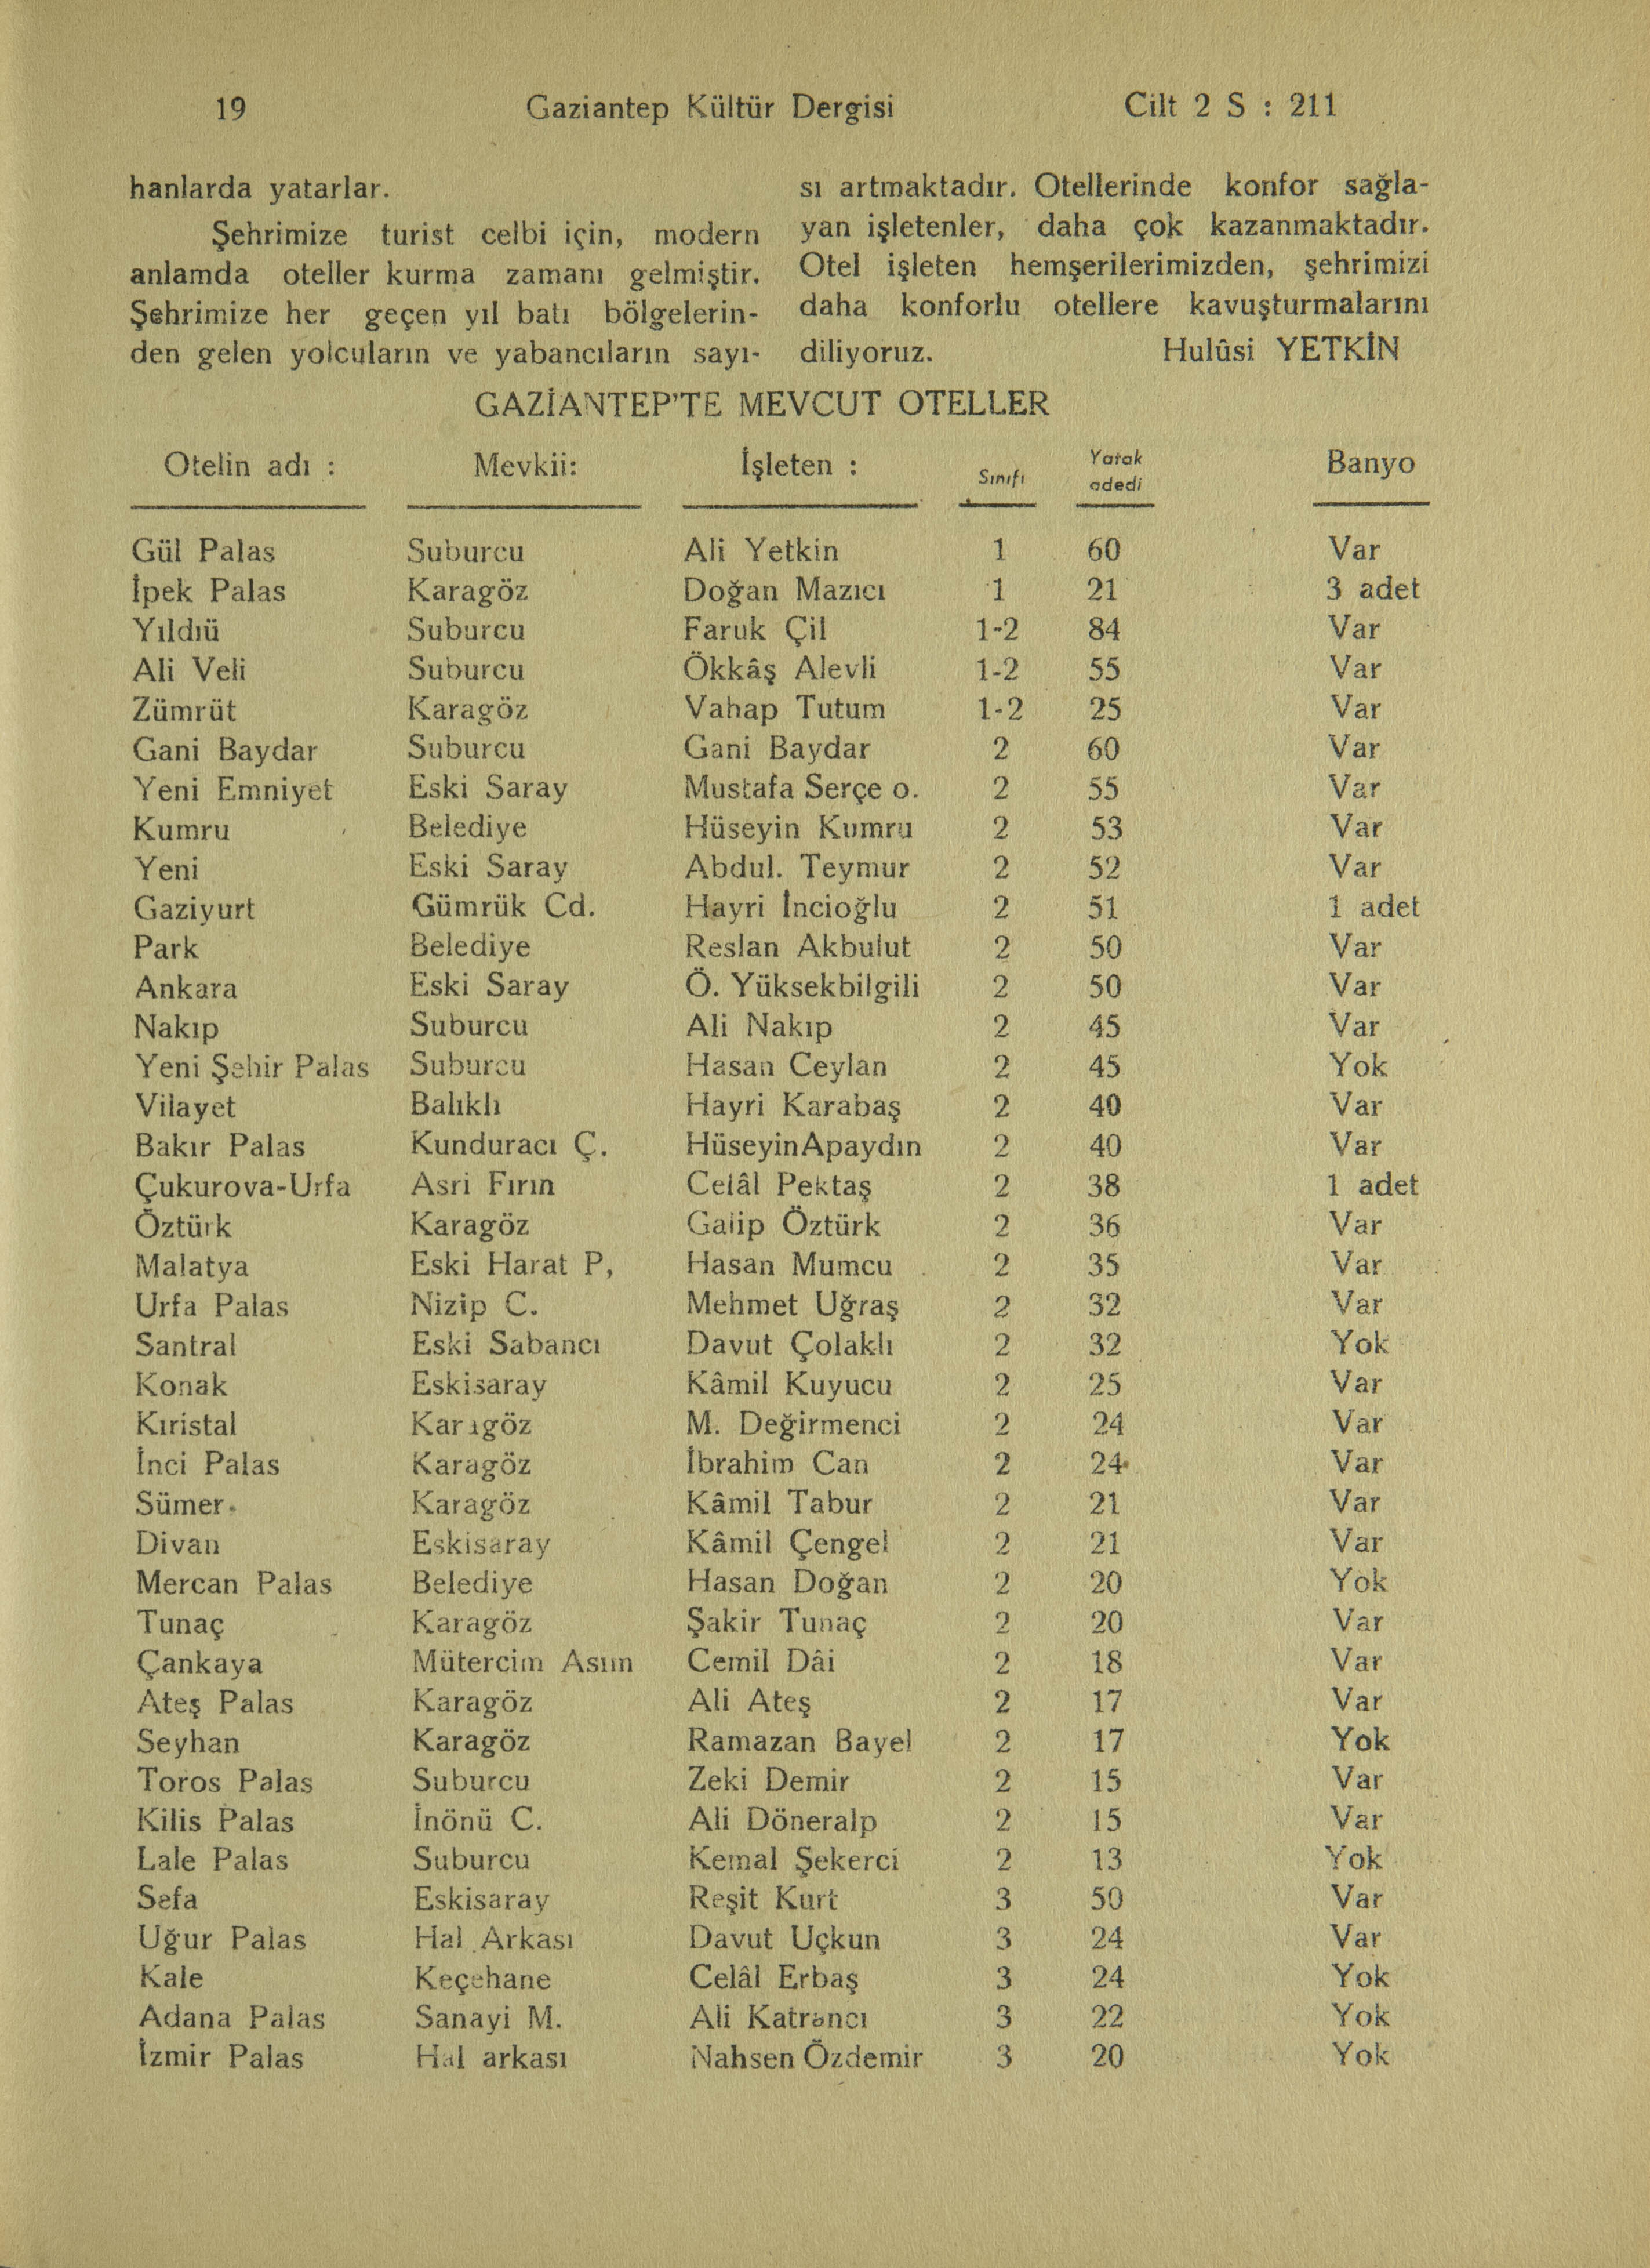 19 Gaziantep Kültür Dergisi Cilt 2 S : 211
hanlarda yatarlar.
Şehrimize turist celbi için, modern
anlamda oteller kurma zamanı gelmiştir.
Şehrimize her geçen yıl batı bölgelerin-
den gelen yolcuların ve yabancıların sayı-
sı artmaktadır. Otellerinde konfor sağla-
yan işletenler, daha çok kazanmaktadır.
Otel işleten hemşerilerimizden, şehrimizi
daha konforlu otellere kavuşturmalarını
diliyoruz. Hulûsi YETKİN
GAZİANTEP'TE MEVCUT OTELLER
Otelin adı : Mevkii: İşleten : Sınıfı Yatak adedi Banyo
Gül Palas Suburcu Ali Yetkin 1 60 Var
İpek Palas Karagöz Doğan Mazıcı 1 21 3 adet
Yıldıü Suburcu Faruk Çil 1-2 84 Var
Ali Veli Suburcu Ökkâş Alevli 1-2 55 Var
Zümrüt Karagöz Vahap Tutum 1-2 25 Var
Gani Baydar Suburcu Gani Baydar 2 60 Var
Yeni Emniyet Eski Saray Mustafa Serçe o. 2 55 Var
Kumru Belediye Hüseyin Kumru 2 53 Var
Yeni Eski Saray Abdul. Teymur 2 52 Var
Gaziyurt Gümrük Cd. Hayri İncioğlu 2 51 1 adet
Park Belediye Reslan Akbulut 2 50 Var
Ankara Eski Saray Ö. Yüksekbilgili 2 50 Var
Nakıp Suburcu Ali Nakıp 2 45 Var
Yeni Şehir Palas Suburcu Hasan Ceylan 2 45 Yok
Vilayet Balıklı Hayri Karabaş 2 40 Var
Bakır Palas Kunduracı Ç. HüseyinApaydın 2 40 Var
Çukurova-Urfa Asri Fırın Celâl Pektaş 2 38 1 adet
Öztürk Karagöz Galip Öztürk 2 36 Var
Malatya Eski Harat P, Hasan Mumcu 2 35 Var
Urfa Palas Nizip C. Mehmet Uğraş 2 32 Var
Santral Eski Sabancı Davut Çolaklı 2 32 Yok
Konak Eskisaray Kâmil Kuyucu 2 25 Var
Kıristal Karagöz M. Değirmenci 2 24 Var
İnci Palas Karagöz İbrahim Can 2 24 Var
Sümer Karagöz Kâmil Tabur 2 21 Var
Divan Eskisaray Kâmil Çengel 2 21 Var
Mercan Palas Belediye Hasan Doğan 2 20 Yok
Tunaç Karagöz Şakir Tunaç 2 20 Var
Çankaya Mütercim Asım Cemil Dâi 2 18 Var
Ateş Palas Karagöz Ali Ateş 2 17 Var
Seyhan Karagöz Ramazan Bayel 2 17 Yok
Toros Palas Suburcu Zeki Demir 2 15 Var
Kilis Palas İnönü C. Ali Döneralp 2 15 Var
Lale Palas Suburcu Kemal Şekerci 2 13 Yok
Sefa Eskisaray Reşit Kurt 3 50 Var
Uğur Palas Hal Arkası Davut Uçkun 3 24 Var
Kale Keçehane Celâl Erbaş 3 24 Yok
Adana Palas Sanayi M. Ali Katrancı 3 22 Yok
İzmir Palas Hal arkası Nahsen Özdemir 3 20 Yok